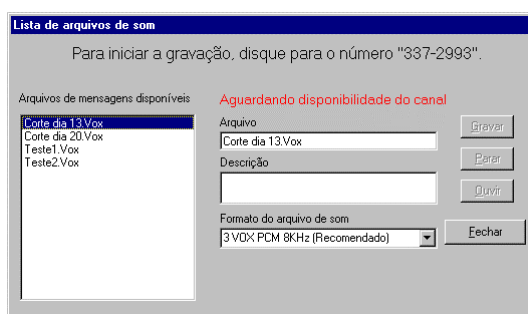 Lista de arquivos de som
Para iniciar a gravação, disque para o número "337-2993".
Arquivos de mensagens disponíveis
Corte dia 13.Vox
Corte dia 20.Vox
Teste1.Vox
Teste2.Vox
Aguardando disponibilidade do canal
Arquivo
Corte dia 13.Vox
Descrição
Formato do arquivo de som
3 VOX PCM 8KHz (Recomendado)
Gravar
Parar
Ouvir
Fechar